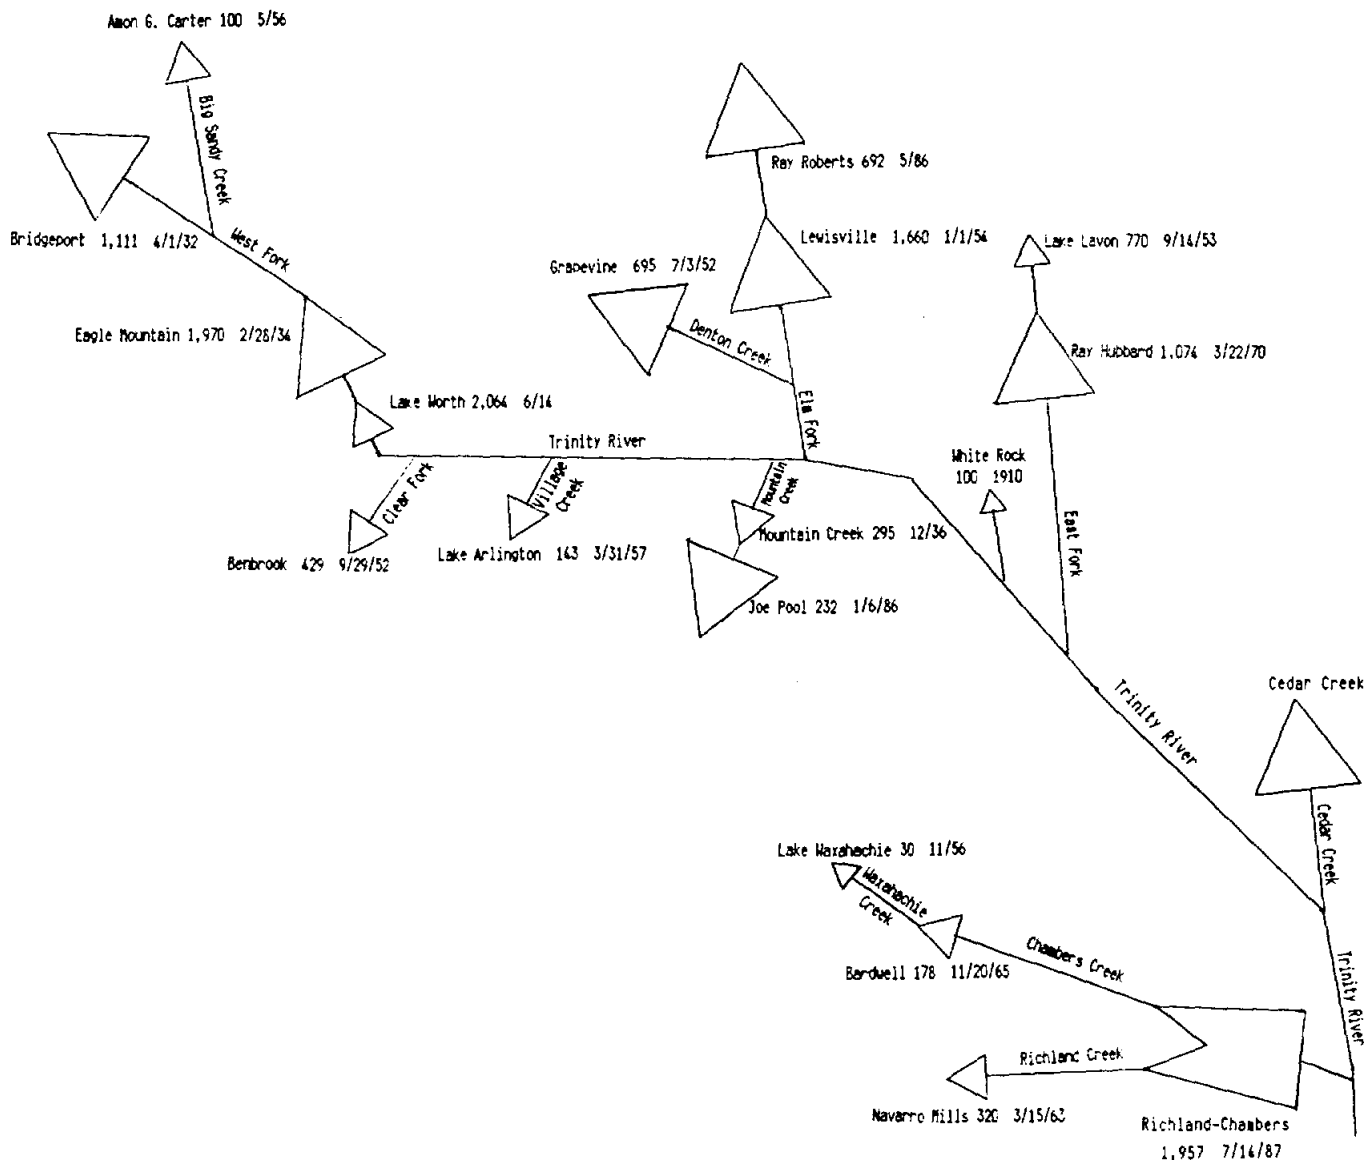 Amon G. Carter 100 5/56
Big Sandy Creek
Ray Roberts 692 5/86
Bridgeport 1,111 4/1/32
West Fork
Lewisville 1,660 1/1/54
Lake Lavon 770 9/14/53
Grapevine 695 7/3/52
Eagle Mountain 1,970 2/28/34
Denton Creek
Ray Hubbard 1,074 3/22/70
Lake Worth 2,064 6/14
Elm Fork
Trinity River
White Rock
100 1910
Clear Fork
Village
Creek
Mountain
Creek
East Fork
Mountain Creek 295 12/36
Lake Arlington 143 3/31/57
Benbrook 429 9/29/52
Joe Pool 232 1/6/86
Trinity River
Cedar Creek
Cedar Creek
Lake Waxahachie 30 11/56
Waxahachie
Creek
Chambers Creek
Bardwell 178 11/20/65
Trinity River
Richland Creek
Navarro Mills 320 3/15/63
Richland-Chambers
1,957 7/14/87